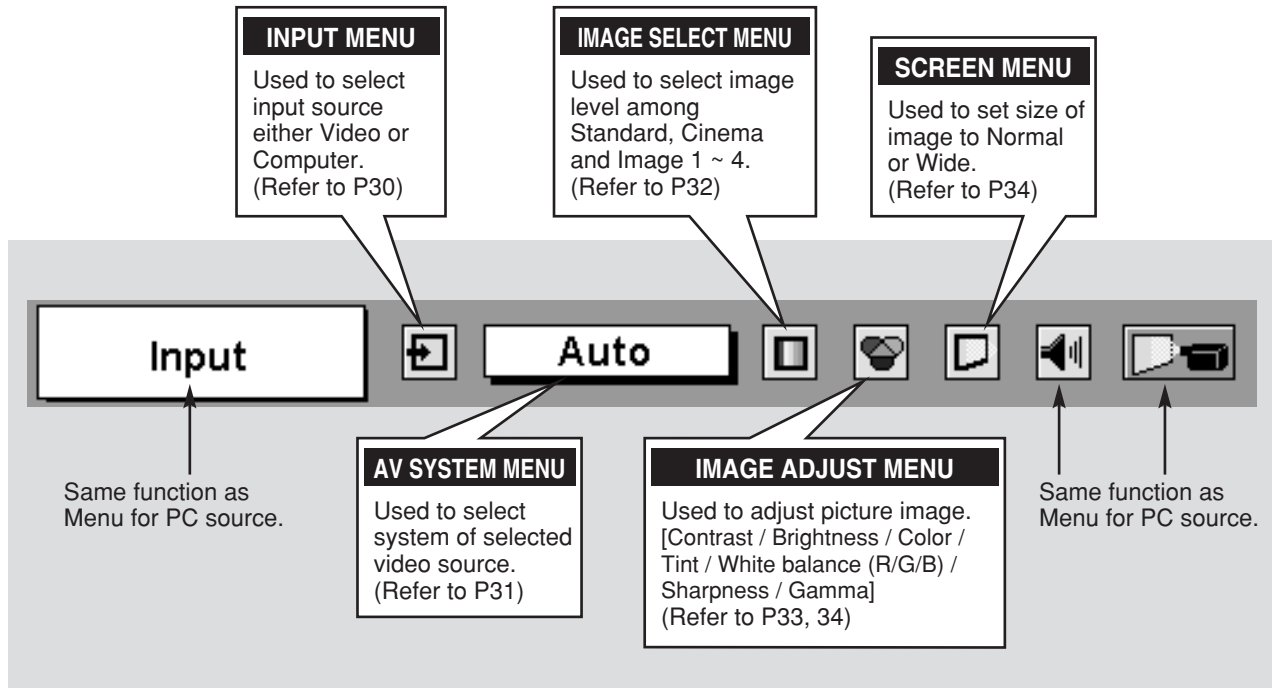 INPUT MENU
Used to select
input source
either Video or
Computer.
(Refer to P30)
IMAGE SELECT MENU
Used to select image
level among
Standard, Cinema
and Image 1 ~ 4.
(Refer to P32)
SCREEN MENU
Used to set size of
image to Normal
or Wide.
(Refer to P34)
Input
Auto
Same function as
Menu for PC source.
AV SYSTEM MENU
Used to select
system of selected
video source.
(Refer to P31)
IMAGE ADJUST MENU
Used to adjust picture image.
[Contrast / Brightness / Color /
Tint / White balance (R/G/B) /
Sharpness / Gamma]
(Refer to P33, 34)
Same function as
Menu for PC source.